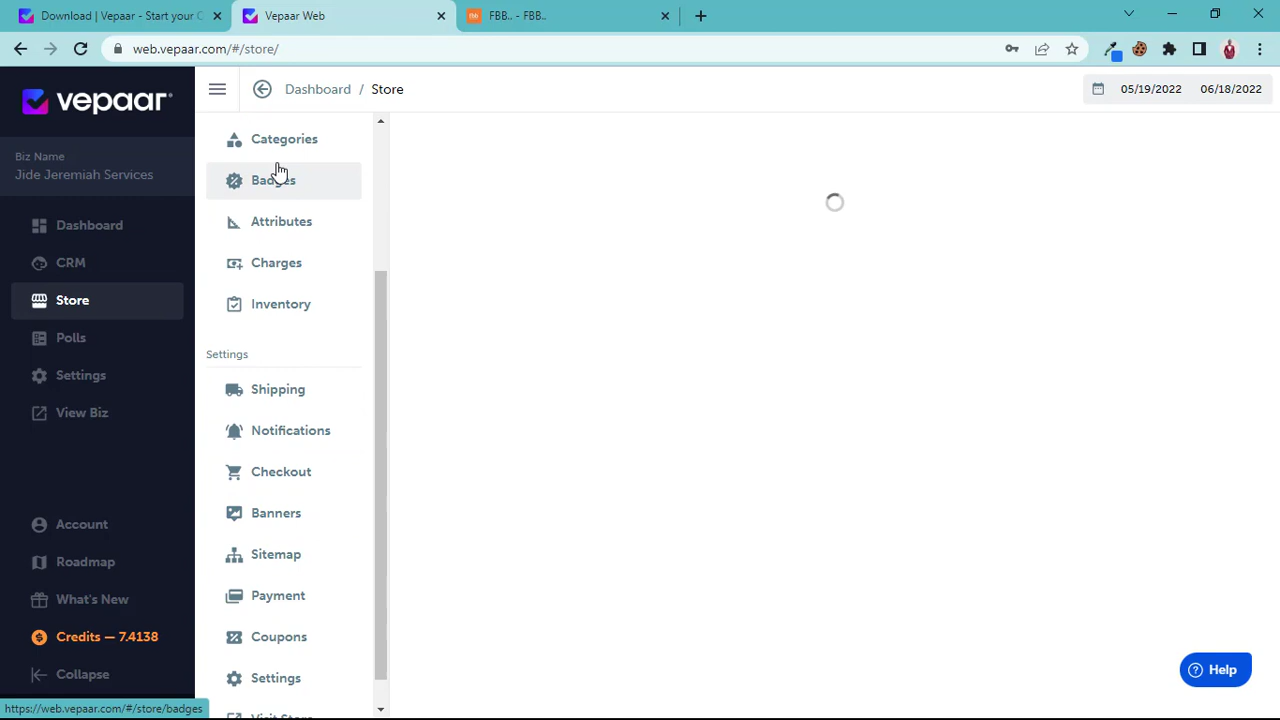 Download | Vepaar - Start your C
Vepaar Web
FBB.. - FBB..
web.vepaar.com/#/store/
vepaar
Dashboard / Store
05/19/2022 06/18/2022
Biz Name
Jide Jeremiah Services
Dashboard
CRM
Store
Polls
Settings
View Biz
Account
Roadmap
What's New
Credits — 7.4138
Collapse
Categories
Badges
Attributes
Charges
Inventory
Settings
Shipping
Notifications
Checkout
Banners
Sitemap
Payment
Coupons
Settings
Visit Store
Help
https://web.vepaar.com/#/store/badges